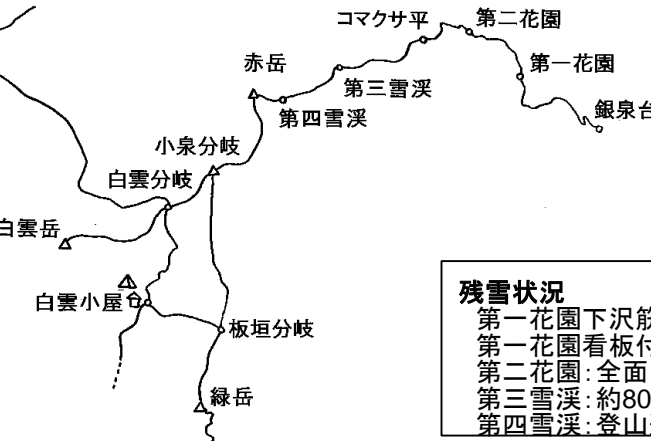 コマクサ平
第二花園
第一花園
赤岳
第三雪渓
銀泉台
第四雪渓
小泉分岐
白雲分岐
白雲岳
白雲小屋
板垣分岐
緑岳
残雪状況
第一花園下沢筋
第一花園看板付
第二花園:全面
第三雪渓:約80
第四雪渓:登山